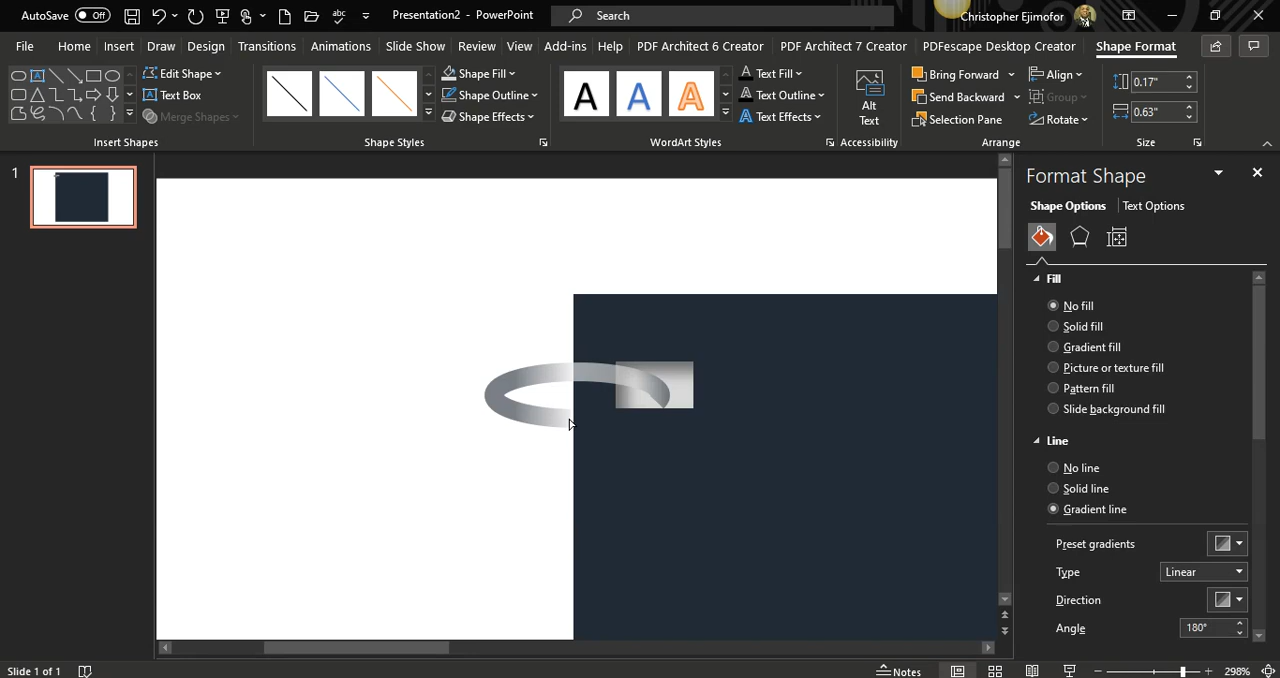 AutoSave Off Presentation2 - PowerPoint Search Christopher Ejimofor
File Home Insert Draw Design Transitions Animations Slide Show Review View Add-ins Help PDF Architect 6 Creator PDF Architect 7 Creator PDFescape Desktop Creator Shape Format
Edit Shape
Text Box
Merge Shapes
Insert Shapes
Shape Fill
Shape Outline
Shape Effects
Shape Styles
A A A
Text Fill
Text Outline
Text Effects
WordArt Styles
Alt
Text
Accessibility
Bring Forward
Send Backward
Selection Pane
Align
Group
Rotate
Arrange
0.17"
0.63"
Size
1
Format Shape
Shape Options Text Options
Fill
No fill
Solid fill
Gradient fill
Picture or texture fill
Pattern fill
Slide background fill
Line
No line
Solid line
Gradient line
Preset gradients
Type Linear
Direction
Angle 180°
Slide 1 of 1 Notes 298%